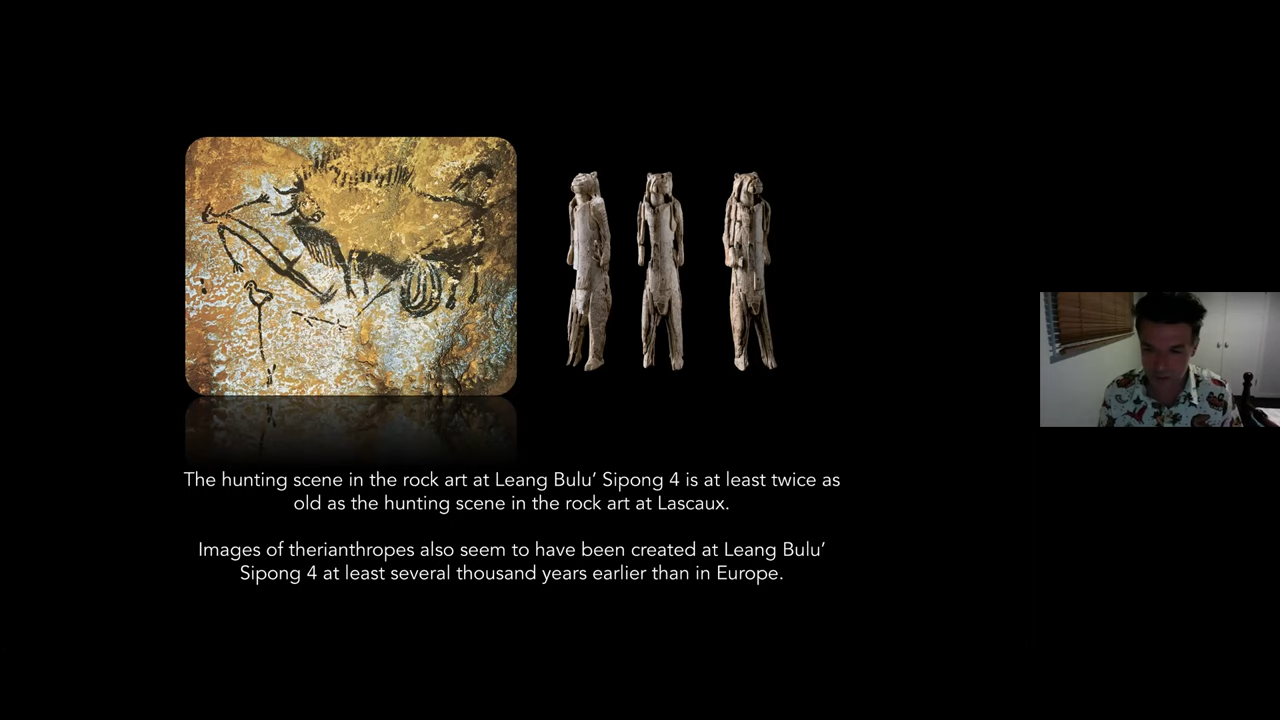 The hunting scene in the rock art at Leang Bulu’ Sipong 4 is at least twice as
old as the hunting scene in the rock art at Lascaux.
Images of therianthropes also seem to have been created at Leang Bulu’
Sipong 4 at least several thousand years earlier than in Europe.